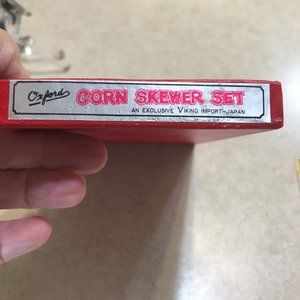 Oxford CORN SKEWER SET
AN EXCLUSIVE VIKING IMPORT-JAPAN